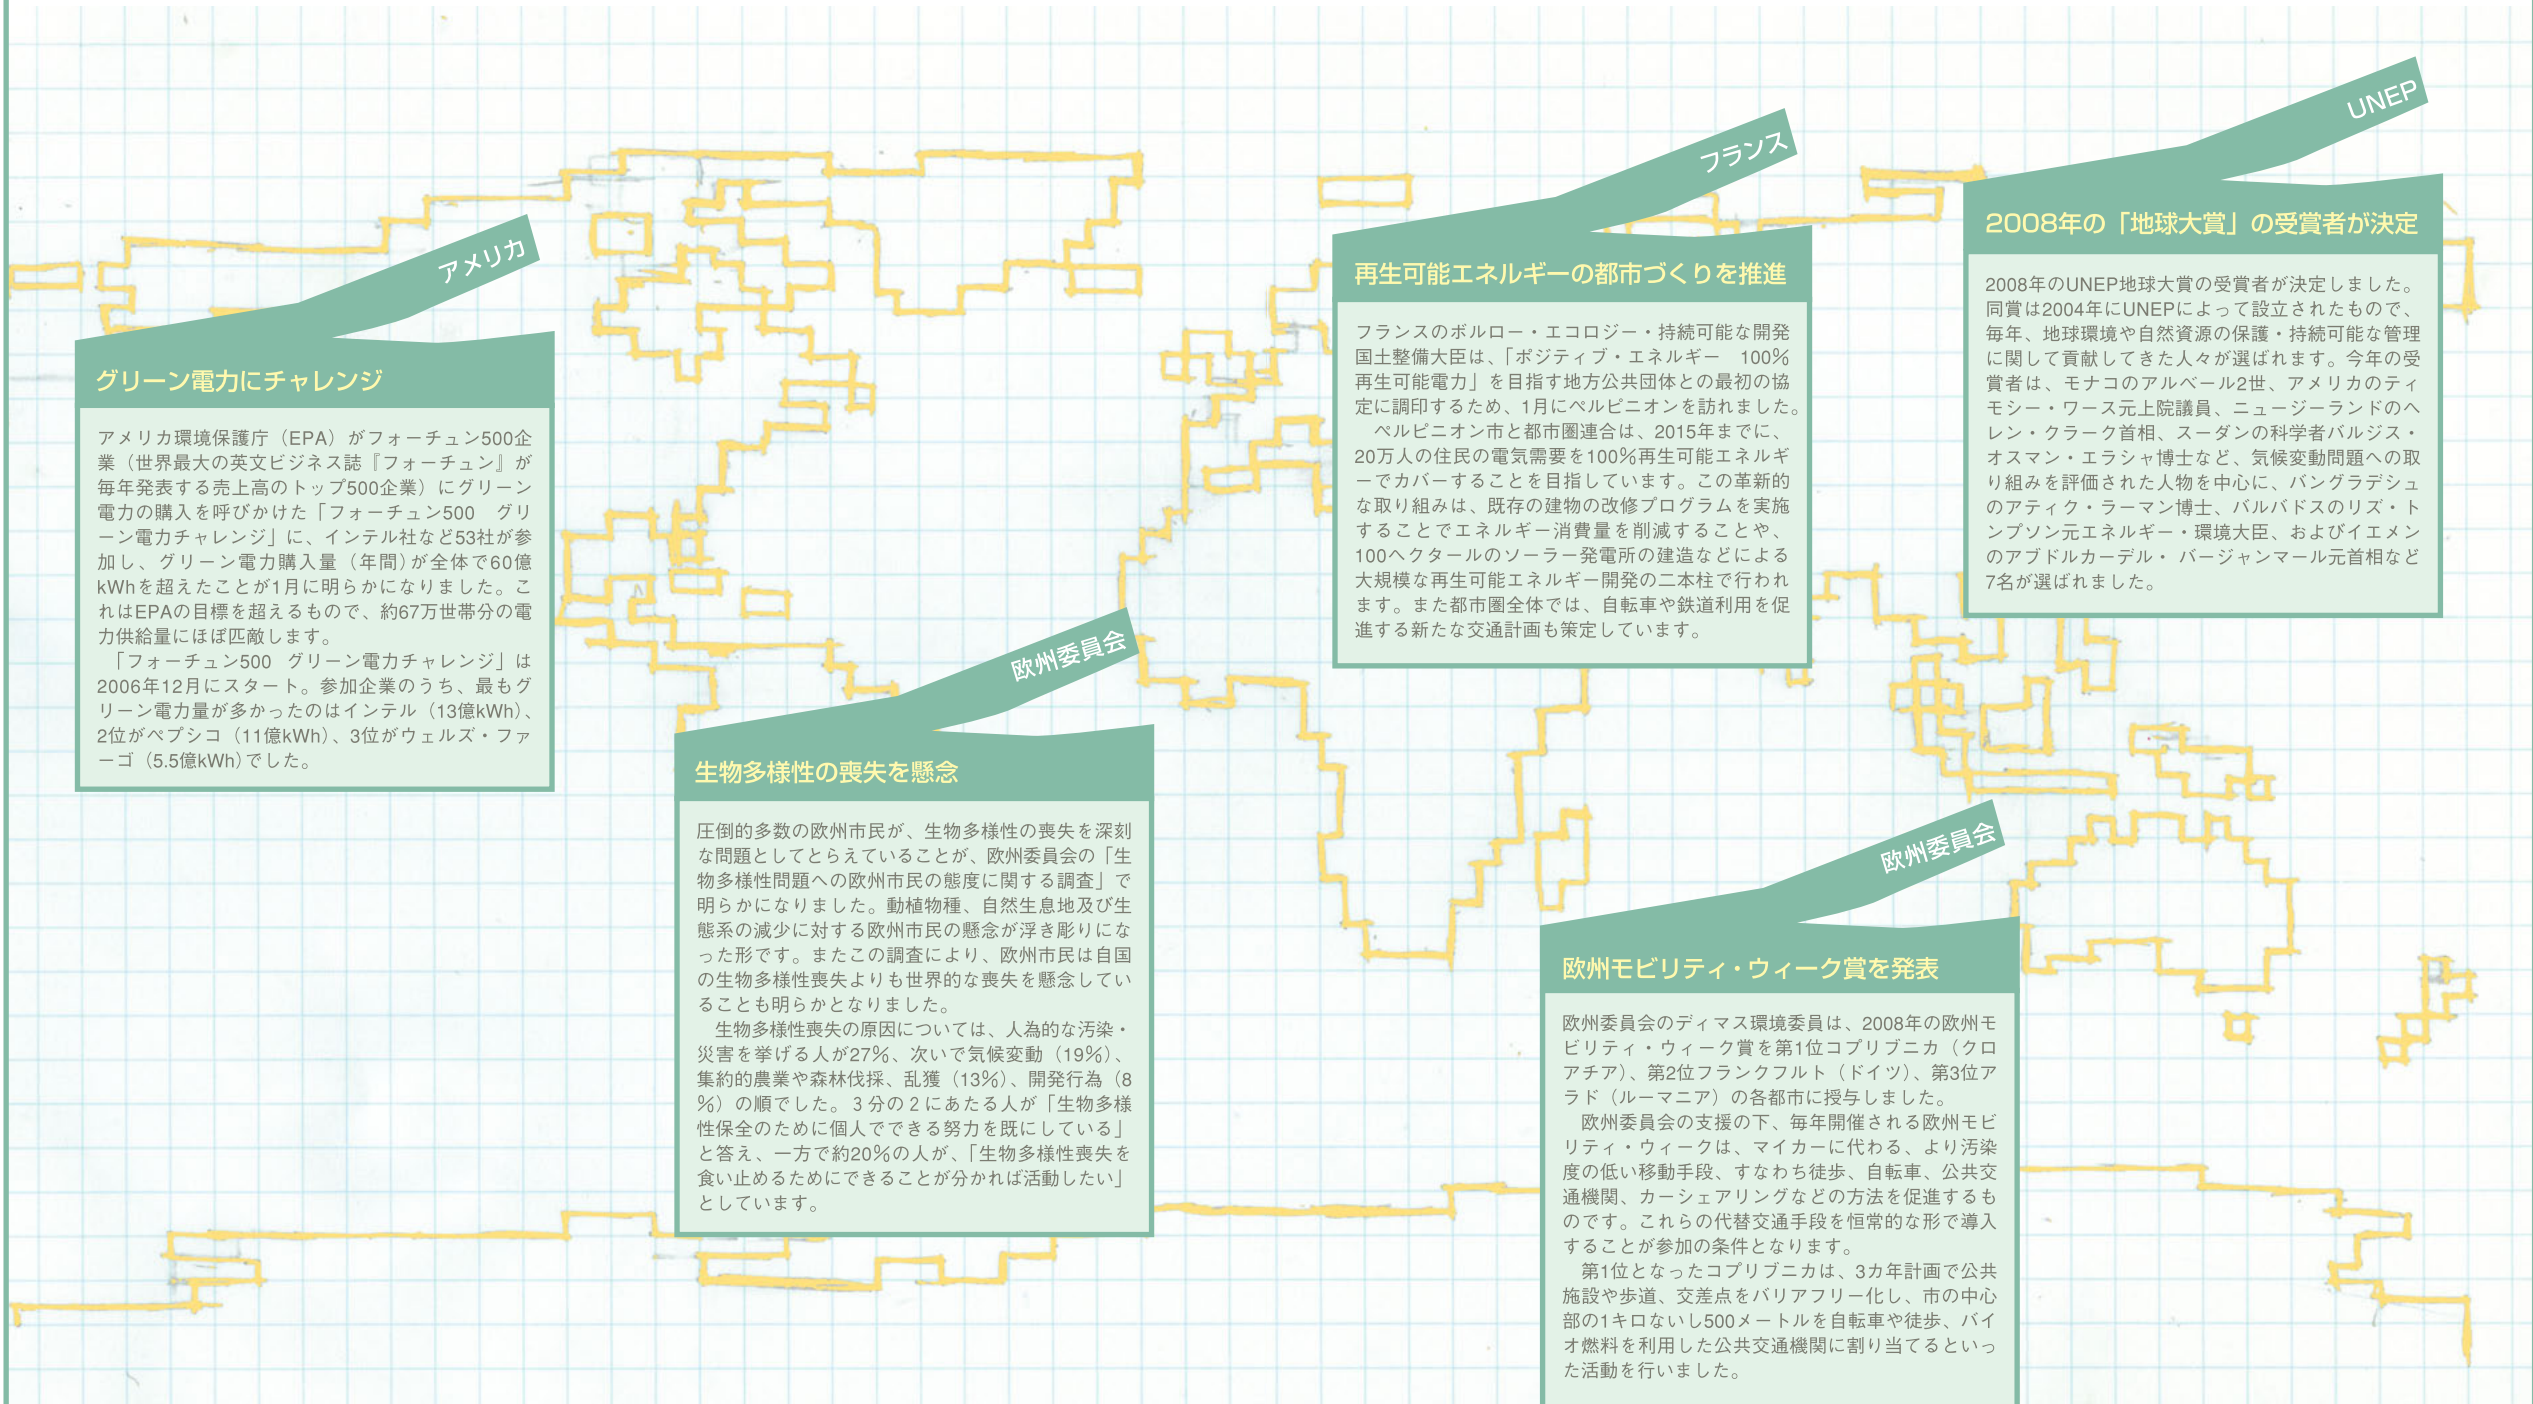 アメリカ
グリーン電力にチャレンジ
アメリカ環境保護庁（EPA）がフォーチュン500企
業（世界最大の英文ビジネス誌『フォーチュン』が
毎年発表する売上高のトップ500企業）にグリーン
電力の購入を呼びかけた「フォーチュン500　グリ
ーン電力チャレンジ」に、インテル社など53社が参
加し、グリーン電力購入量（年間）が全体で60億
kWhを超えたことが1月に明らかになりました。こ
れはEPAの目標を超えるもので、約67万世帯分の電
力供給量にほぼ匹敵します。
「フォーチュン500　グリーン電力チャレンジ」は
2006年12月にスタート。参加企業のうち、最もグ
リーン電力量が多かったのはインテル（13億kWh）、
2位がペプシコ（11億kWh）、3位がウェルズ・ファ
ーゴ（5.5億kWh）でした。
欧州委員会
生物多様性の喪失を懸念
圧倒的多数の欧州市民が、生物多様性の喪失を深刻
な問題としてとらえていることが、欧州委員会の「生
物多様性問題への欧州市民の態度に関する調査」で
明らかになりました。動植物種、自然生息地及び生
態系の減少に対する欧州市民の懸念が浮き彫りにな
った形です。またこの調査により、欧州市民は自国
の生物多様性喪失よりも世界的な喪失を懸念してい
ることも明らかとなりました。
生物多様性喪失の原因については、人為的な汚染・
災害を挙げる人が27％、次いで気候変動（19％）、
集約的農業や森林伐採、乱獲（13％）、開発行為（8
％）の順でした。３分の２にあたる人が「生物多様
性保全のために個人でできる努力を既にしている」
と答え、一方で約20％の人が、「生物多様性喪失を
食い止めるためにできることが分かれば活動したい」
としています。
フランス
再生可能エネルギーの都市づくりを推進
フランスのボルロー・エコロジー・持続可能な開発
国土整備大臣は、「ポジティブ・エネルギー　100％
再生可能電力」を目指す地方公共団体との最初の協
定に調印するため、1月にペルピニオンを訪れました。
ペルピニオン市と都市圏連合は、2015年までに、
20万人の住民の電気需要を100％再生可能エネルギ
ーでカバーすることを目指しています。この革新的
な取り組みは、既存の建物の改修プログラムを実施
することでエネルギー消費量を削減することや、
100ヘクタールのソーラー発電所の建造などによる
大規模な再生可能エネルギー開発の二本柱で行われ
ます。また都市圏全体では、自転車や鉄道利用を促
進する新たな交通計画も策定しています。
UNEP
2008年の「地球大賞」の受賞者が決定
2008年のUNEP地球大賞の受賞者が決定しました。
同賞は2004年にUNEPによって設立されたもので、
毎年、地球環境や自然資源の保護・持続可能な管理
に関して貢献してきた人々が選ばれます。今年の受
賞者は、モナコのアルベール2世、アメリカのティ
モシー・ワース元上院議員、ニュージーランドのヘ
レン・クラーク首相、スーダンの科学者バルジス・
オスマン・エラシャ博士など、気候変動問題への取
り組みを評価された人物を中心に、バングラデシュ
のアティク・ラーマン博士、バルバドスのリズ・ト
ンプソン元エネルギー・環境大臣、およびイエメン
のアブドルカーデル・ バージャンマール元首相など
7名が選ばれました。
欧州委員会
欧州モビリティ・ウィーク賞を発表
欧州委員会のディマス環境委員は、2008年の欧州モ
ビリティ・ウィーク賞を第1位コプリブニカ（クロ
アチア）、第2位フランクフルト（ドイツ）、第3位ア
ラド（ルーマニア）の各都市に授与しました。
欧州委員会の支援の下、毎年開催される欧州モビ
リティ・ウィークは、マイカーに代わる、より汚染
度の低い移動手段、すなわち徒歩、自転車、公共交
通機関、カーシェアリングなどの方法を促進するも
のです。これらの代替交通手段を恒常的な形で導入
することが参加の条件となります。
第1位となったコプリブニカは、3カ年計画で公共
施設や歩道、交差点をバリアフリー化し、市の中心
部の1キロないし500メートルを自転車や徒歩、バイ
オ燃料を利用した公共交通機関に割り当てるといっ
た活動を行いました。